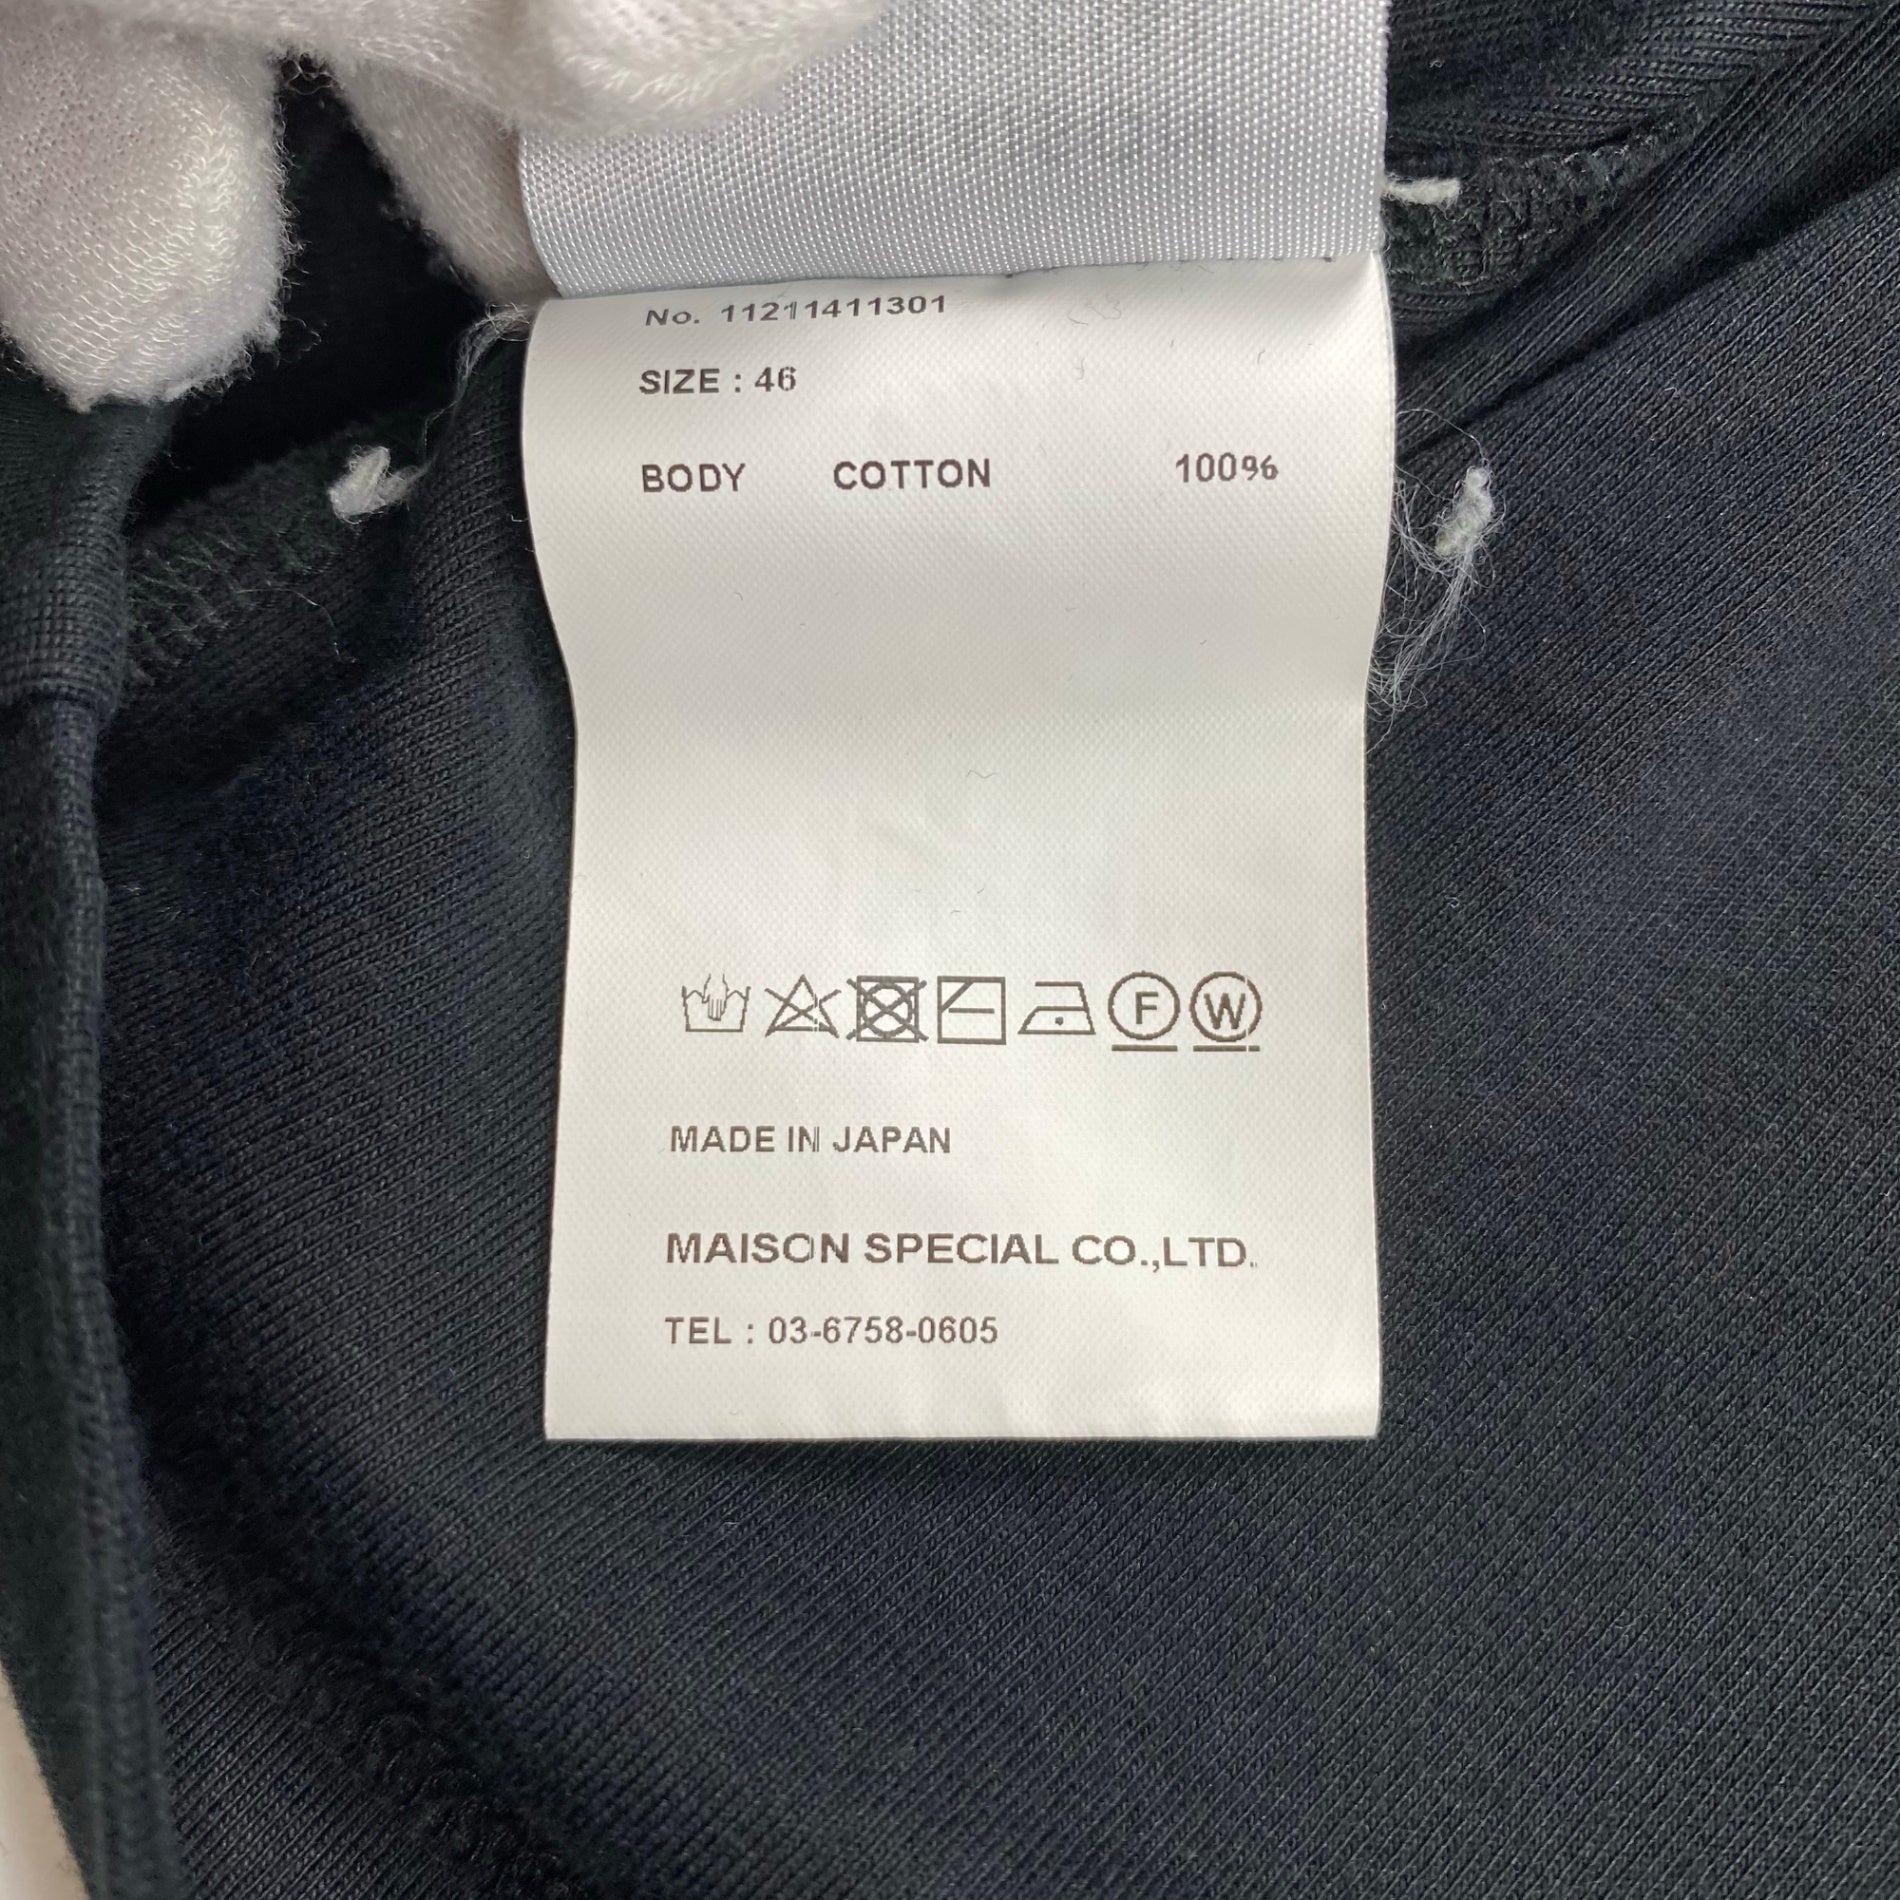 No. 11211411301
SIZE : 46
BODY COTTON 100%
F W
MADE IN JAPAN
MAISON SPECIAL CO.,LTD.
TEL : 03-6758-0605